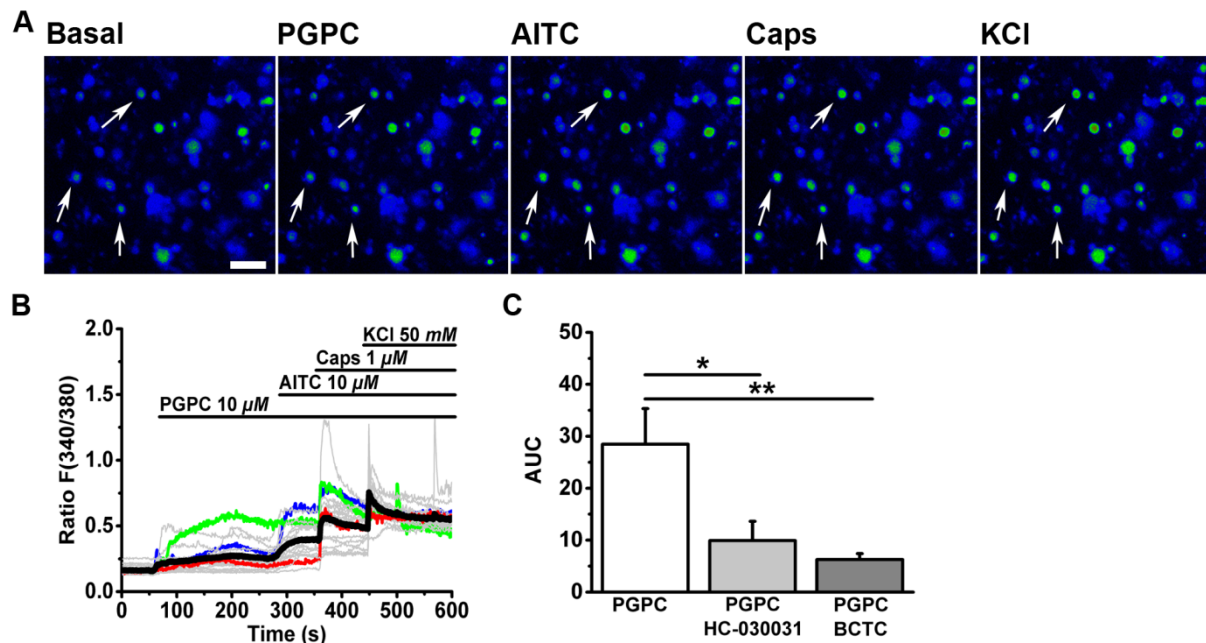 A
Basal
PGPC
AITC
Caps
KCl
B
2.0
1.5
1.0
0.5
0.0
0
100
200
300
400
500
600
Ratio F(340/380)
Time (s)
KCl 50 mM
Caps 1 µM
AITC 10 µM
PGPC 10 µM
C
50
40
30
20
10
0
AUC
*
**
PGPC
PGPC
HC-030031
PGPC
BCTC